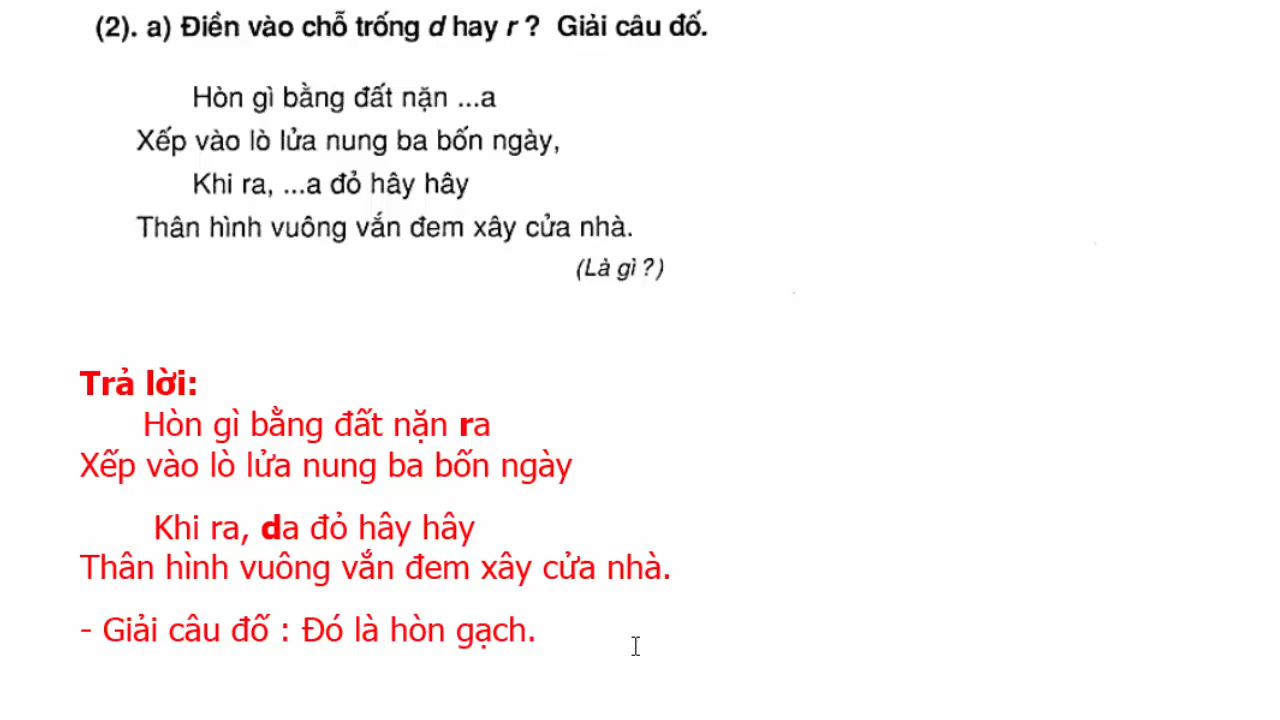 (2). a) Điền vào chỗ trống d hay r ? Giải câu đố.
Hòn gì bằng đất nặn ...a
Xếp vào lò lửa nung ba bốn ngày,
Khi ra, ...a đỏ hây hây
Thân hình vuông vắn đem xây cửa nhà.
(Là gì ?)
Trả lời:
Hòn gì bằng đất nặn ra
Xếp vào lò lửa nung ba bốn ngày
Khi ra, da đỏ hây hây
Thân hình vuông vắn đem xây cửa nhà.
- Giải câu đố : Đó là hòn gạch.